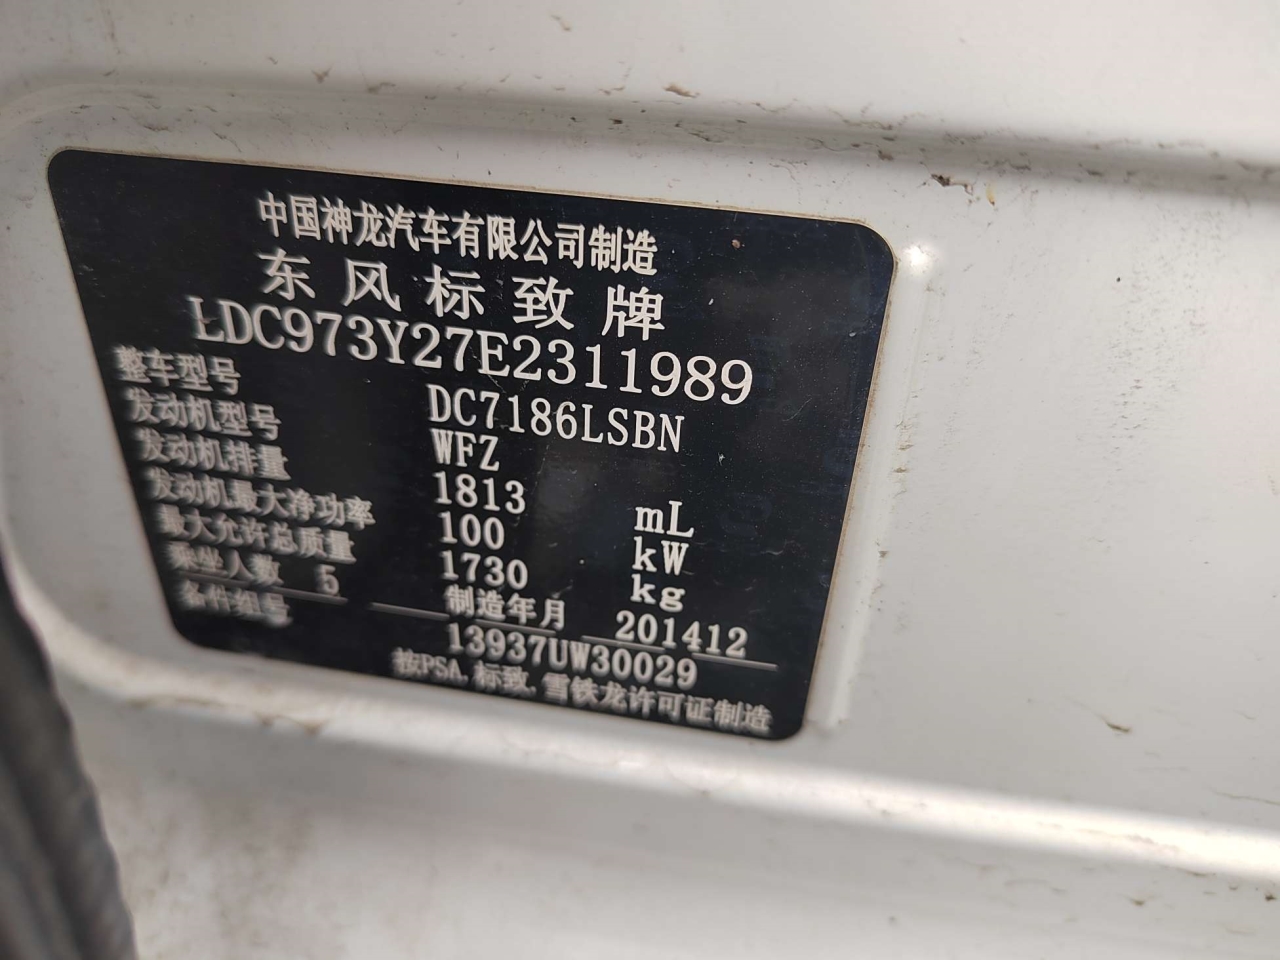 中国神龙汽车有限公司制造
东风标致牌
LDC973Y27E2311989
整车型号 DC7186LSBN
发动机型号 WFZ
发动机排量 1813 mL
发动机最大净功率 100 kW
最大允许总质量 1730 kg
乘坐人数 5 制造年月 201412
备件组号 13937UW30029
按PSA.标致.雪铁龙许可证制造